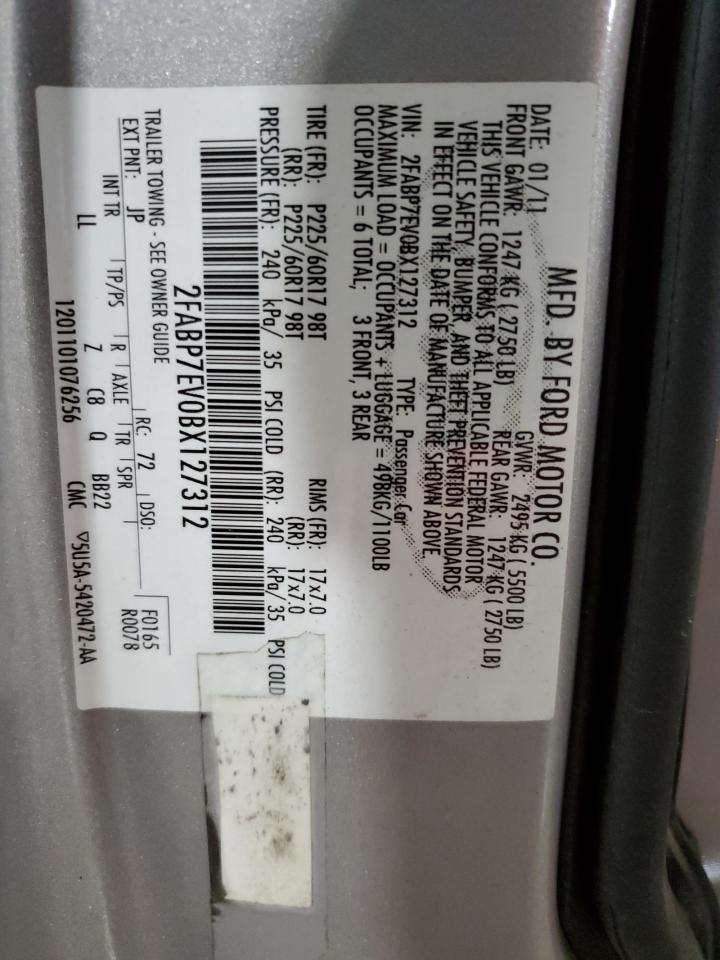 MFD. BY FORD MOTOR CO.
DATE: 01/11 GVWR: 2495 KG ( 5500 LB)
FRONT GAWR: 1247 KG ( 2750 LB) REAR GAWR: 1247 KG ( 2750 LB)
THIS VEHICLE CONFORMS TO ALL APPLICABLE FEDERAL MOTOR
VEHICLE SAFETY, BUMPER, AND THEFT PREVENTION STANDARDS
IN EFFECT ON THE DATE OF MANUFACTURE SHOWN ABOVE.
VIN: 2FABP7EV0BX127312 TYPE: Passenger Car
MAXIMUM LOAD = OCCUPANTS + LUGGAGE = 498KG/1100LB
OCCUPANTS = 6 TOTAL; 3 FRONT, 3 REAR
TIRE (FR): P225/60R17 98T RIMS (FR): 17x7.0
(RR): P225/60R17 98T (RR): 17x7.0
PRESSURE (FR): 240 kPa/ 35 PSI COLD (RR): 240 kPa/ 35 PSI COLD
2FABP7EV0BX127312
TRAILER TOWING - SEE OWNER GUIDE
EXT PNT: JP RC: 72 DSO: F0165
R0078
INT TR TP/PS R AXLE TR SPR
LL Z C8 Q BB22
1201101076256 CMC ▽5U5A-5420472-AA